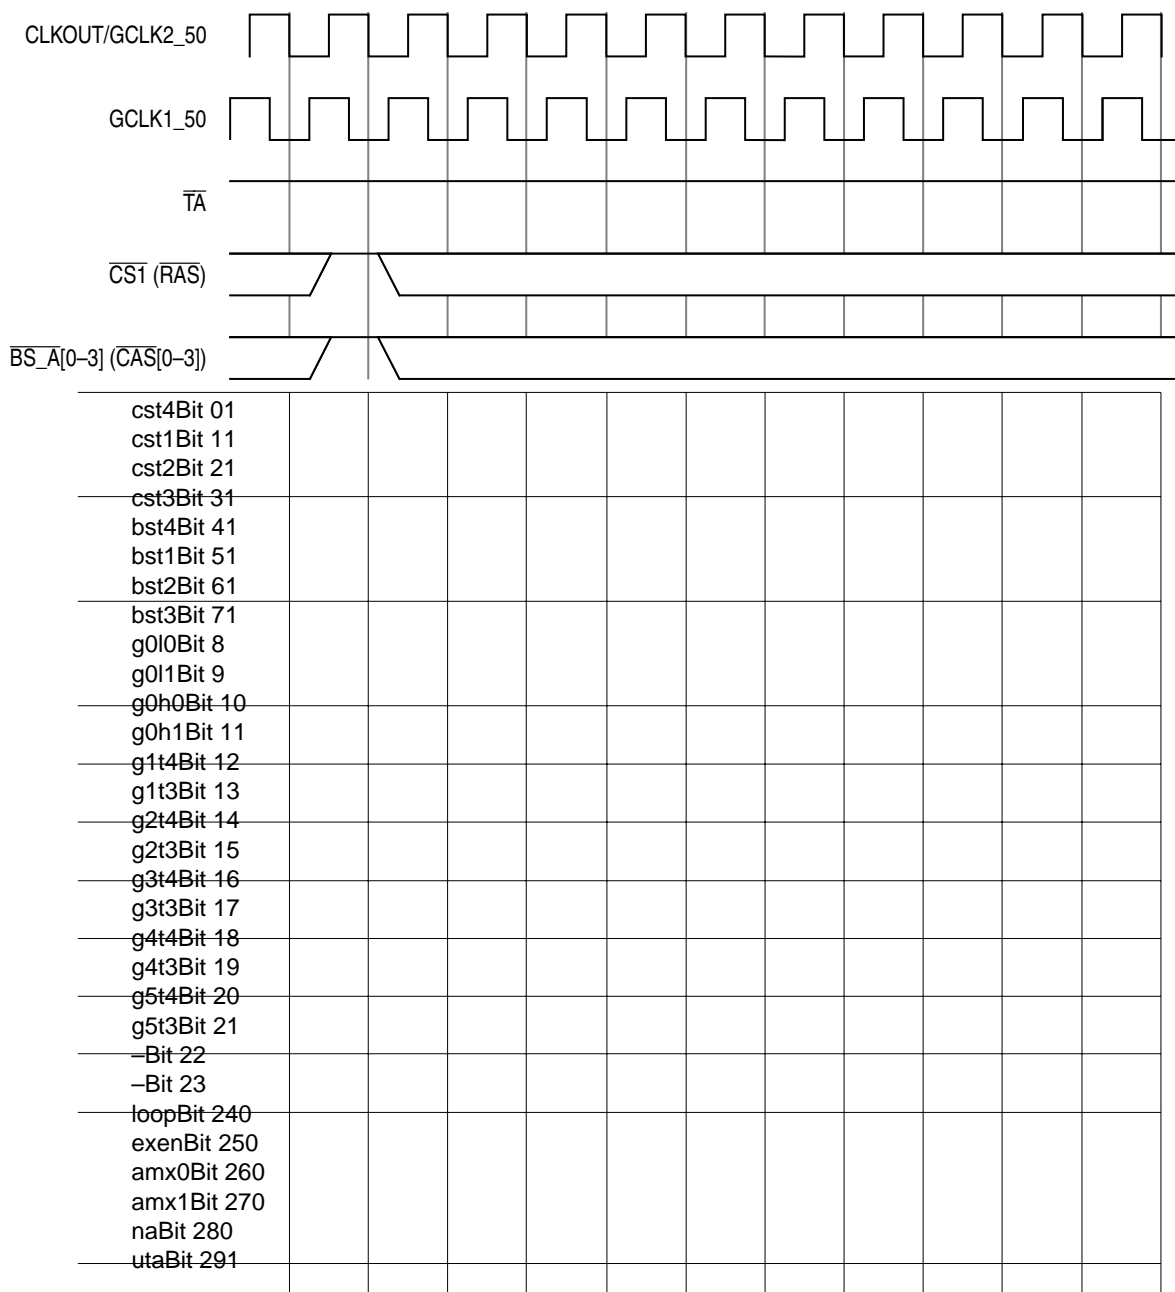 CLKOUT/GCLK2_50
GCLK1_50
TA
CS1 (RAS)
BS_A[0–3] (CAS[0–3])
cst4Bit 01
cst1Bit 11
cst2Bit 21
cst3Bit 31
bst4Bit 41
bst1Bit 51
bst2Bit 61
bst3Bit 71
g0l0Bit 8
g0l1Bit 9
g0h0Bit 10
g0h1Bit 11
g1t4Bit 12
g1t3Bit 13
g2t4Bit 14
g2t3Bit 15
g3t4Bit 16
g3t3Bit 17
g4t4Bit 18
g4t3Bit 19
g5t4Bit 20
g5t3Bit 21
–Bit 22
–Bit 23
loopBit 240
exenBit 250
amx0Bit 260
amx1Bit 270
naBit 280
utaBit 291